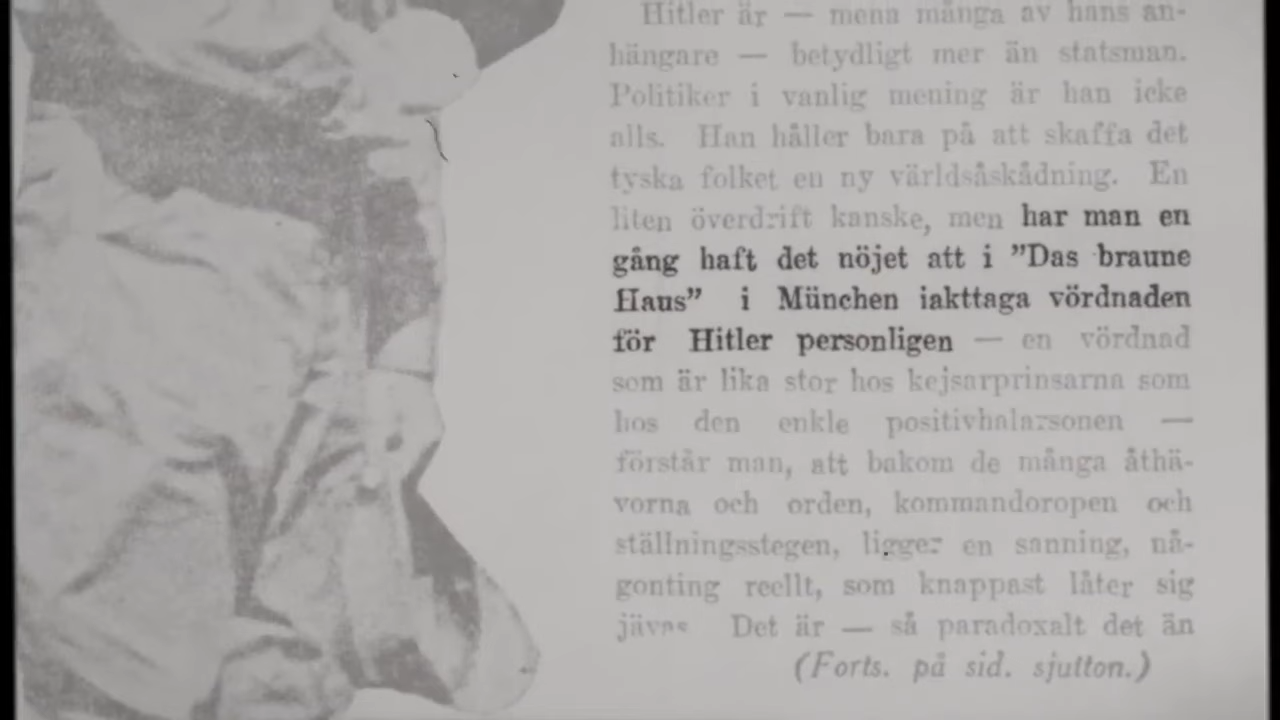 Hitler är — mena många av hans an-
hängare — betydligt mer än statsman.
Politiker i vanlig mening är han icke
alls. Han håller bara på att skaffa det
tyska folket en ny världsåskådning. En
liten överdrift kanske, men har man en
gång haft det nöjet att i ”Das braune
Haus” i München iakttaga vördnaden
för Hitler personligen — en vördnad
som är lika stor hos kejsarprinsarna som
hos den enkle positivhalarsonen —
förstår man, att bakom de många åthä-
vorna och orden, kommandoropen och
ställningsstegen, ligger en sanning, nå-
gonting reellt, som knappast låter sig
jävas Det är — så paradoxalt det än
(Forts. på sid. sjutton.)